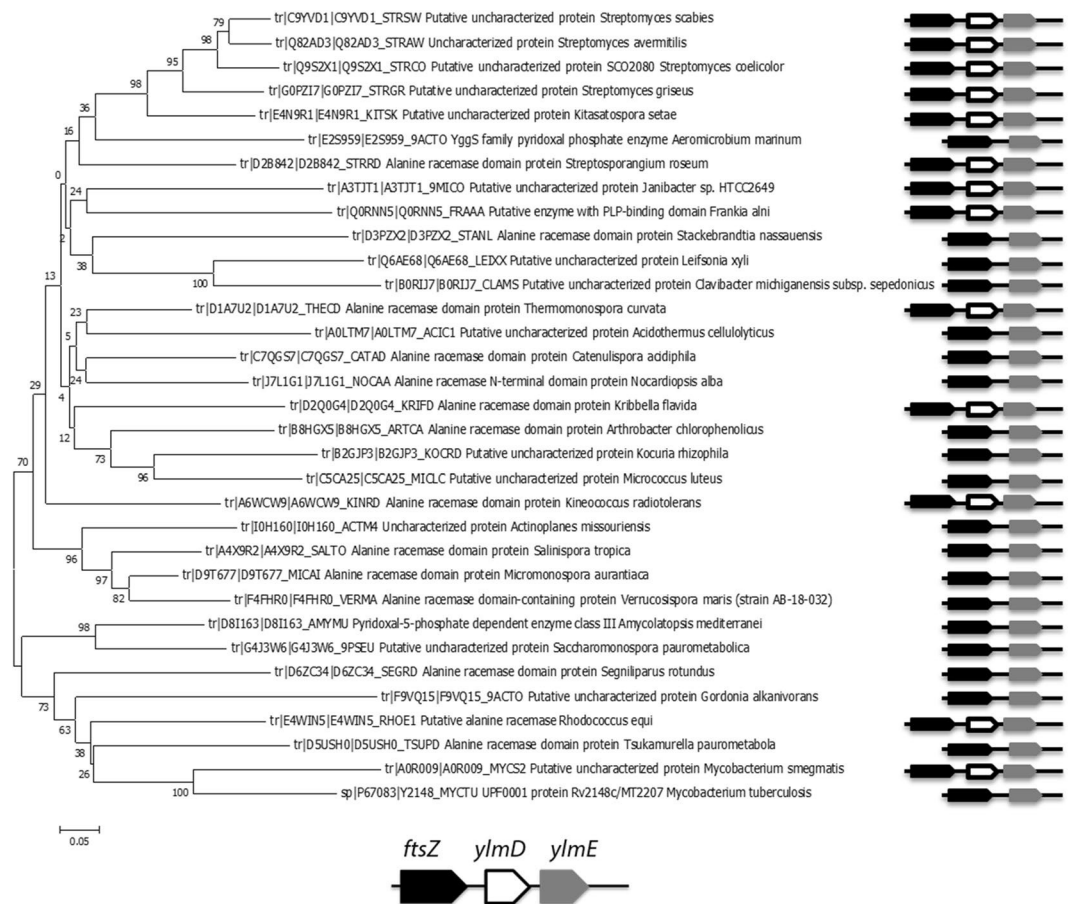 tr|C9YVD1|C9YVD1_STRSW Putative uncharacterized protein Streptomyces scabies
tr|Q82AD3|Q82AD3_STRAW Uncharacterized protein Streptomyces avermitilis
tr|Q9S2X1|Q9S2X1_STRCO Putative uncharacterized protein SCO2080 Streptomyces coelicolor
tr|G0PZI7|G0PZI7_STRGR Putative uncharacterized protein Streptomyces griseus
tr|E4N9R1|E4N9R1_KITSK Putative uncharacterized protein Kitasatospora setae
tr|E2S959|E2S959_9ACTO YggS family pyridoxal phosphate enzyme Aeromicrobium marinum
tr|D2B842|D2B842_STRRD Alanine racemase domain protein Streptosporangium roseum
tr|A3TJT1|A3TJT1_9MICO Putative uncharacterized protein Janibacter sp. HTCC2649
tr|Q0RNN5|Q0RNN5_FRAAA Putative enzyme with PLP-binding domain Frankia alni
tr|D3PZX2|D3PZX2_STANL Alanine racemase domain protein Stackebrandtia nassauensis
tr|Q6AE68|Q6AE68_LEIXX Putative uncharacterized protein Leifsonia xyli
tr|B0RIJ7|B0RIJ7_CLAMS Putative uncharacterized protein Clavibacter michiganensis subsp. sepedonicus
tr|D1A7U2|D1A7U2_THECD Alanine racemase domain protein Thermomonospora curvata
tr|A0LTM7|A0LTM7_ACIC1 Putative uncharacterized protein Acidothermus cellulolyticus
tr|C7QGS7|C7QGS7_CATAD Alanine racemase domain protein Catenulispora acidiphila
tr|J7L1G1|J7L1G1_NOCAA Alanine racemase N-terminal domain protein Nocardiopsis alba
tr|D2Q0G4|D2Q0G4_KRIFD Alanine racemase domain protein Kribbella flavida
tr|B8HGX5|B8HGX5_ARTCA Alanine racemase domain protein Arthrobacter chlorophenolicus
tr|B2GJP3|B2GJP3_KOCRD Putative uncharacterized protein Kocuria rhizophila
tr|C5CA25|C5CA25_MICLC Putative uncharacterized protein Micrococcus luteus
tr|A6WCW9|A6WCW9_KINRD Alanine racemase domain protein Kineococcus radiotolerans
tr|I0H160|I0H160_ACTM4 Uncharacterized protein Actinoplanes missouriensis
tr|A4X9R2|A4X9R2_SALTO Alanine racemase domain protein Salinispora tropica
tr|D9T677|D9T677_MICAI Alanine racemase domain protein Micromonospora aurantiaca
tr|F4FHR0|F4FHR0_VERMA Alanine racemase domain-containing protein Verrucosispora maris (strain AB-18-032)
tr|D8I163|D8I163_AMYMU Pyridoxal-5-phosphate dependent enzyme class III Amycolatopsis mediterranei
tr|G4J3W6|G4J3W6_9PSEU Putative uncharacterized protein Saccharomonospora paurometabolica
tr|D6ZC34|D6ZC34_SEGRD Alanine racemase domain protein Segniliparus rotundus
tr|F9VQ15|F9VQ15_9ACTO Putative uncharacterized protein Gordonia alkanivorans
tr|E4WIN5|E4WIN5_RHOE1 Putative alanine racemase Rhodococcus equi
tr|D5USH0|D5USH0_TSUPD Alanine racemase domain protein Tsukamurella paurometabola
tr|A0R009|A0R009_MYCS2 Putative uncharacterized protein Mycobacterium smegmatis
sp|P67083|Y2148_MYCTU UPF0001 protein Rv2148c/MT2207 Mycobacterium tuberculosis
79
98
95
98
36
16
0
24
2
38
100
13
23
5
24
4
29
12
73
96
70
96
97
82
98
73
63
38
26
100
0.05
ftsZ ylmD ylmE